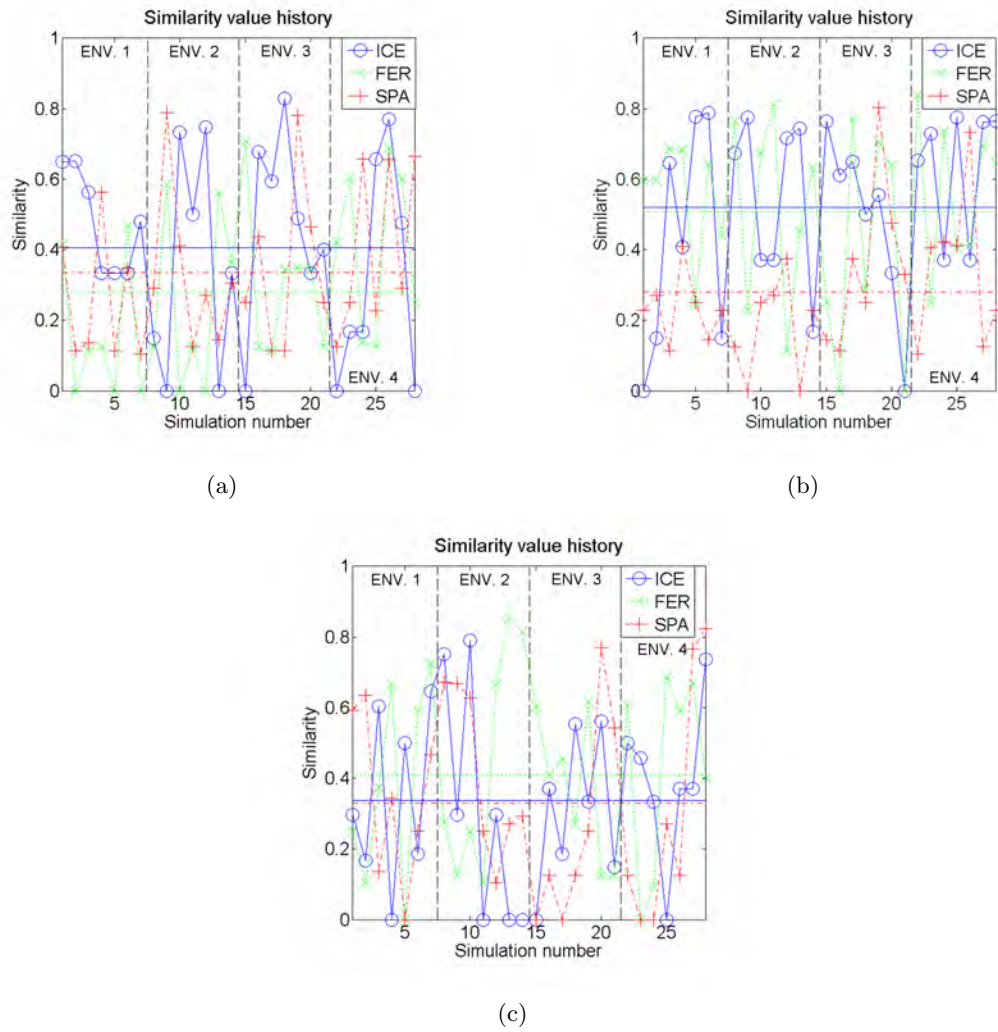 Similarity value history
1
0.8
0.6
0.4
0.2
0
Similarity
ENV. 1
ENV. 2
ENV. 3
ENV. 4
ICE
FER
SPA
5
10
15
20
25
Simulation number
(a)
Similarity value history
1
0.8
0.6
0.4
0.2
0
Similarity
ENV. 1
ENV. 2
ENV. 3
ENV. 4
ICE
FER
SPA
5
10
15
20
25
Simulation number
(b)
Similarity value history
1
0.8
0.6
0.4
0.2
0
Similarity
ENV. 1
ENV. 2
ENV. 3
ENV. 4
ICE
FER
SPA
5
10
15
20
25
Simulation number
(c)